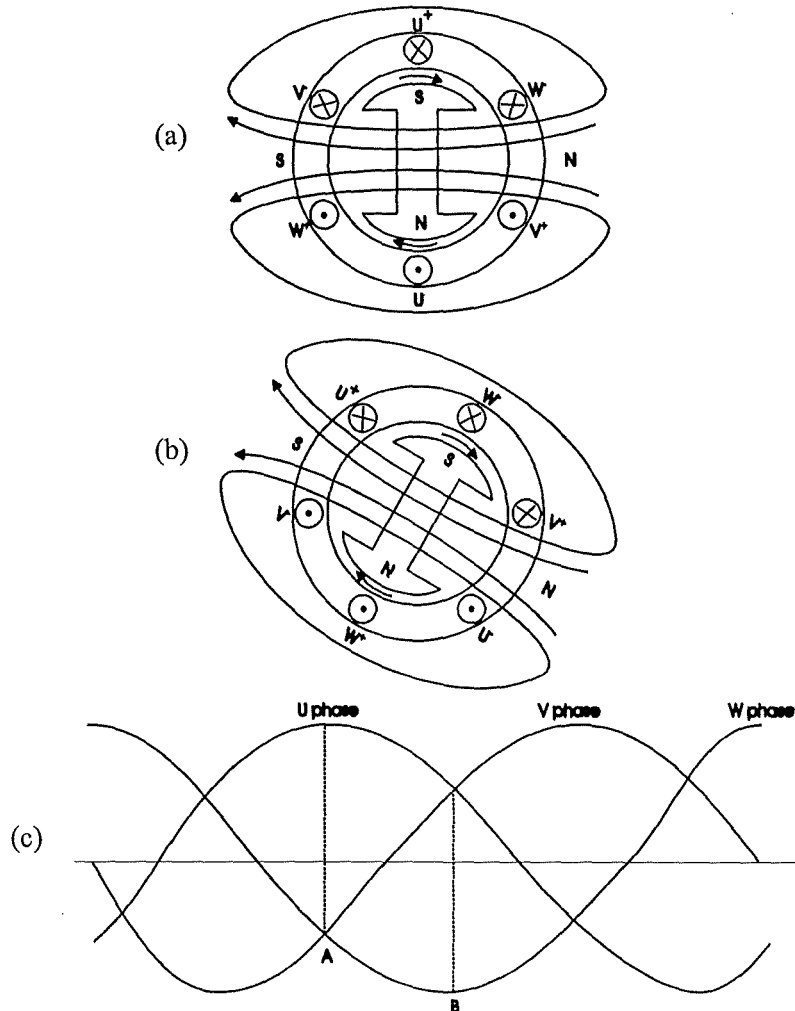 U+
V-
S
W-
(a)
S
N
N
W+
V+
U
U+
W-
(b)
S
S
V-
V+
N
N
W+
U-
U phase
V phase
W phase
(c)
A
B